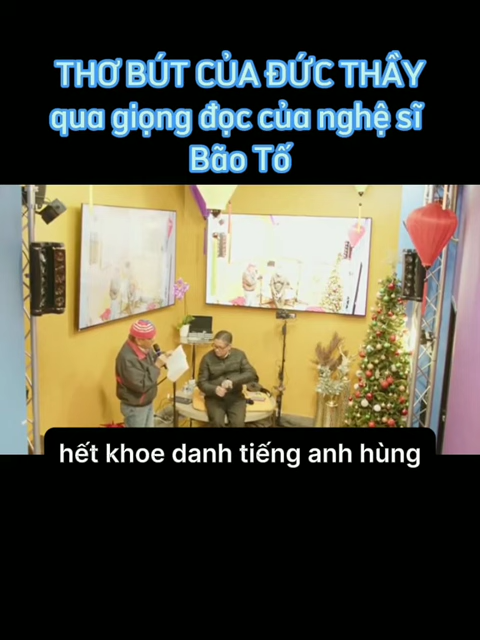 THƠ BÚT CỦA ĐỨC THẦY
qua giọng đọc của nghệ sĩ
Bão Tố
hết khoe danh tiếng anh hùng